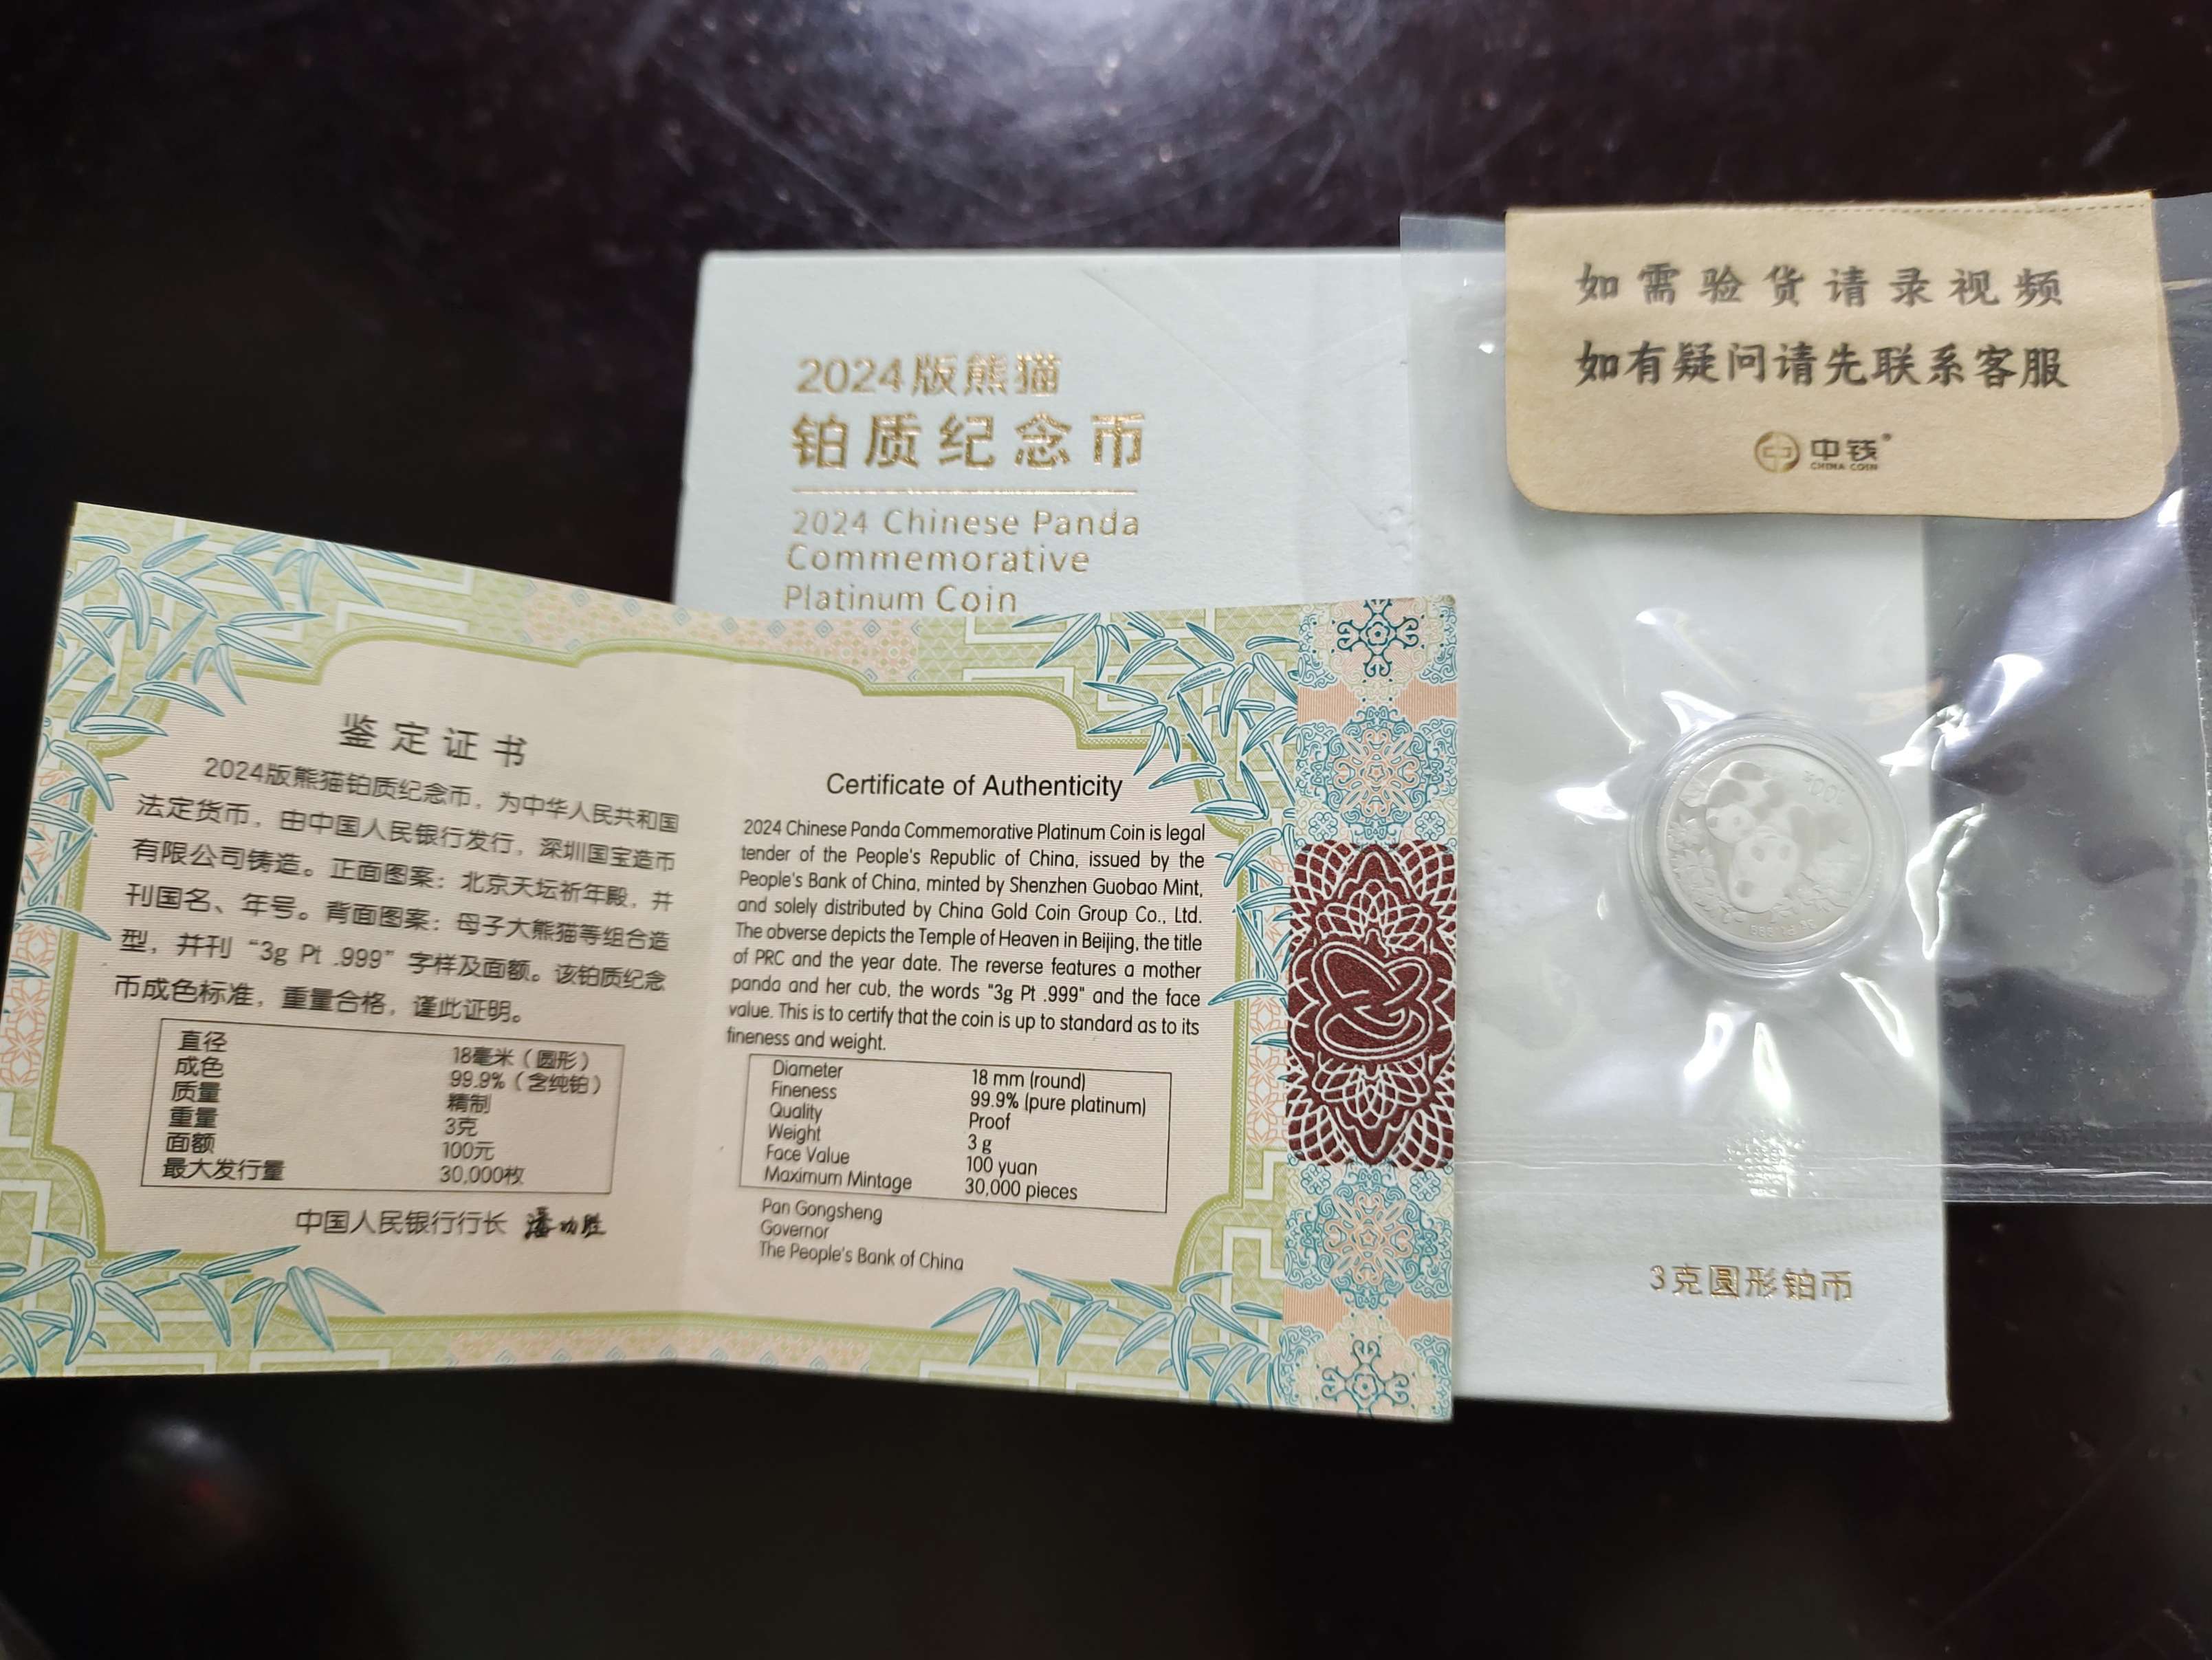 如需验货请录视频
如有疑问请先联系客服
中钱®
CHINA COIN
2024版熊猫
铂质纪念币
2024 Chinese Panda
Commemorative
Platinum Coin
鉴定证书
2024版熊猫铂质纪念币，为中华人民共和国
法定货币，由中国人民银行发行，深圳国宝造币
有限公司铸造。正面图案：北京天坛祈年殿，并
刊国名、年号。背面图案：母子大熊猫等组合造
型，并刊“3g Pt .999”字样及面额。该铂质纪念
币成色标准，重量合格，谨此证明。
直径 18毫米（圆形）
成色 99.9%（含纯铂）
质量 精制
重量 3克
面额 100元
最大发行量 30,000枚
中国人民银行行长 潘功胜
Certificate of Authenticity
2024 Chinese Panda Commemorative Platinum Coin is legal
tender of the People's Republic of China, issued by the
People's Bank of China, minted by Shenzhen Guobao Mint,
and solely distributed by China Gold Coin Group Co., Ltd.
The obverse depicts the Temple of Heaven in Beijing, the title
of PRC and the year date. The reverse features a mother
panda and her cub, the words "3g Pt .999" and the face
value. This is to certify that the coin is up to standard as to its
fineness and weight.
Diameter 18 mm (round)
Fineness 99.9% (pure platinum)
Quality Proof
Weight 3 g
Face Value 100 yuan
Maximum Mintage 30,000 pieces
Pan Gongsheng
Governor
The People's Bank of China
100元
3g Pt .999
3克圆形铂币